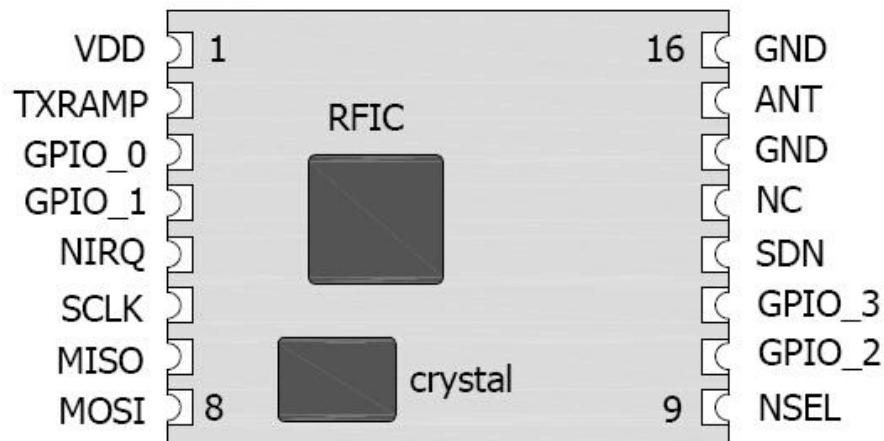 VDD 1 16 GND
TXRAMP ANT
RFIC
GPIO_0 GND
GPIO_1 NC
NIRQ SDN
SCLK GPIO_3
MISO GPIO_2
crystal
MOSI 8 9 NSEL